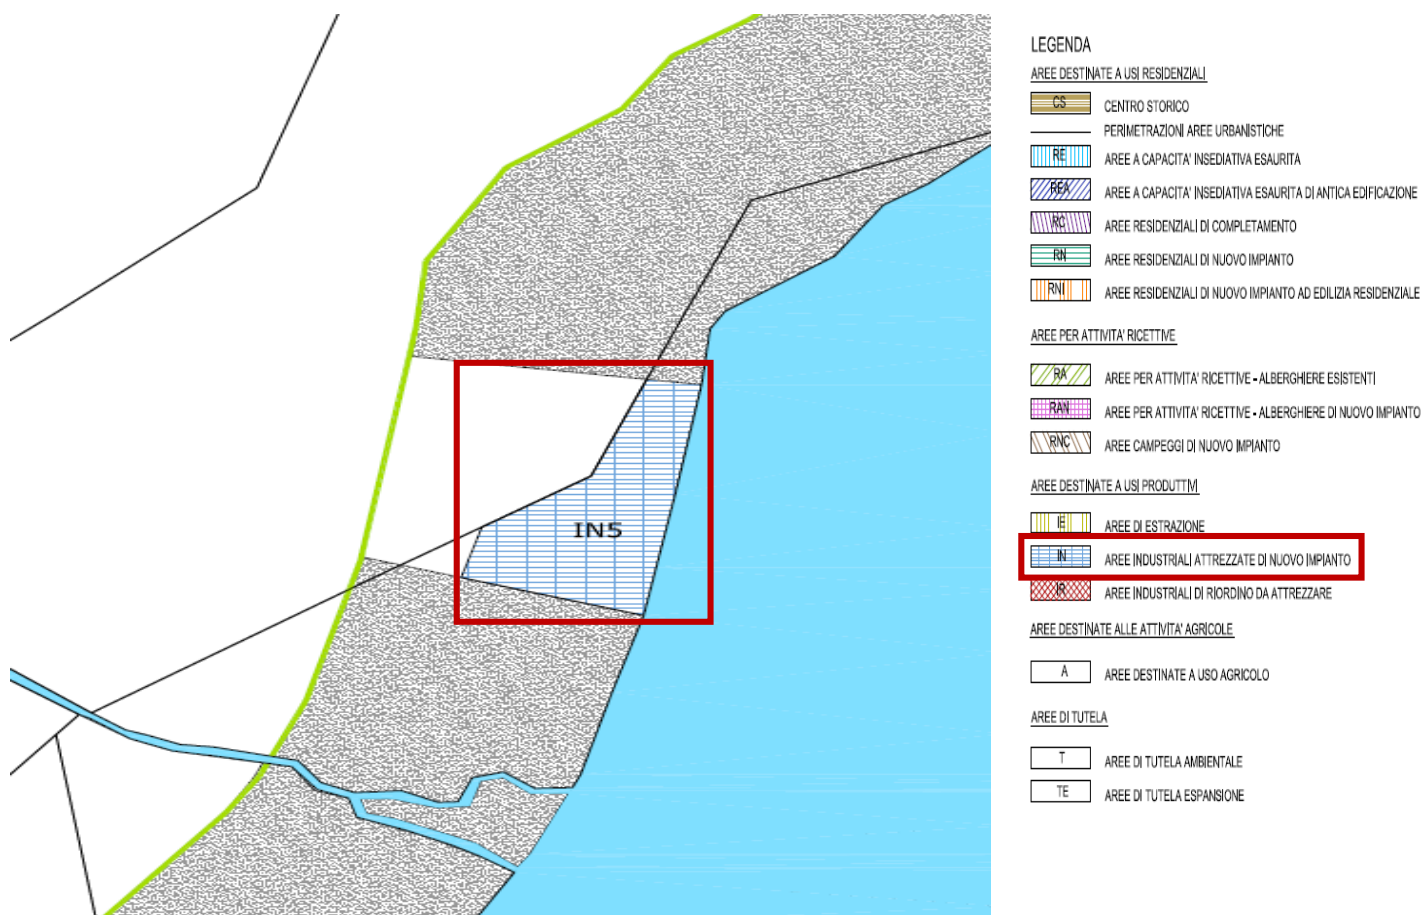 IN5
LEGENDA
AREE DESTINATE A USI RESIDENZIALI
CS CENTRO STORICO
PERIMETRAZIONI AREE URBANISTICHE
RE AREE A CAPACITA' INSEDIATIVA ESAURITA
REA AREE A CAPACITA' INSEDIATIVA ESAURITA DI ANTICA EDIFICAZIONE
RC AREE RESIDENZIALI DI COMPLETAMENTO
RN AREE RESIDENZIALI DI NUOVO IMPIANTO
RNI AREE RESIDENZIALI DI NUOVO IMPIANTO AD EDILIZIA RESIDENZIALE
AREE PER ATTIVITA' RICETTIVE
RA AREE PER ATTIVITA' RICETTIVE - ALBERGHIERE ESISTENTI
RAN AREE PER ATTIVITA' RICETTIVE - ALBERGHIERE DI NUOVO IMPIANTO
RNC AREE CAMPEGGI DI NUOVO IMPIANTO
AREE DESTINATE A USI PRODUTTIVI
IE AREE DI ESTRAZIONE
IN AREE INDUSTRIALI ATTREZZATE DI NUOVO IMPIANTO
IR AREE INDUSTRIALI DI RIORDINO DA ATTREZZARE
AREE DESTINATE ALLE ATTIVITA' AGRICOLE
A AREE DESTINATE A USO AGRICOLO
AREE DI TUTELA
T AREE DI TUTELA AMBIENTALE
TE AREE DI TUTELA ESPANSIONE